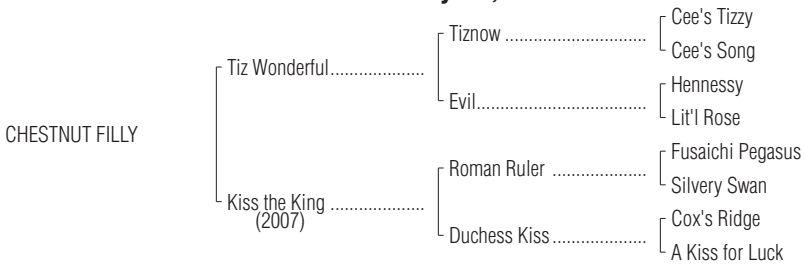 Cee's Tizzy
Tiznow ....................................
Cee's Song
Tiz Wonderful.....................
Hennessy
Evil...........................................
Lit'l Rose
CHESTNUT FILLY
Fusaichi Pegasus
Roman Ruler .......................
Silvery Swan
Kiss the King .....................
(2007)
Cox's Ridge
Duchess Kiss.......................
A Kiss for Luck